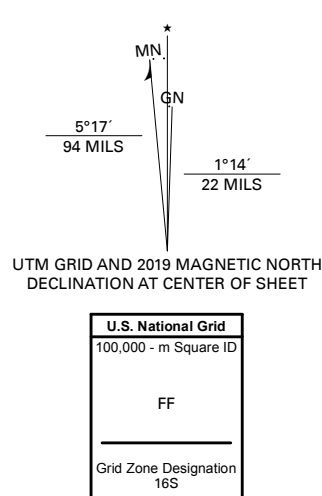 ★
MN
GN
5°17´
94 MILS
1°14´
22 MILS
UTM GRID AND 2019 MAGNETIC NORTH
DECLINATION AT CENTER OF SHEET
U.S. National Grid
100,000 - m Square ID
FF
Grid Zone Designation
16S